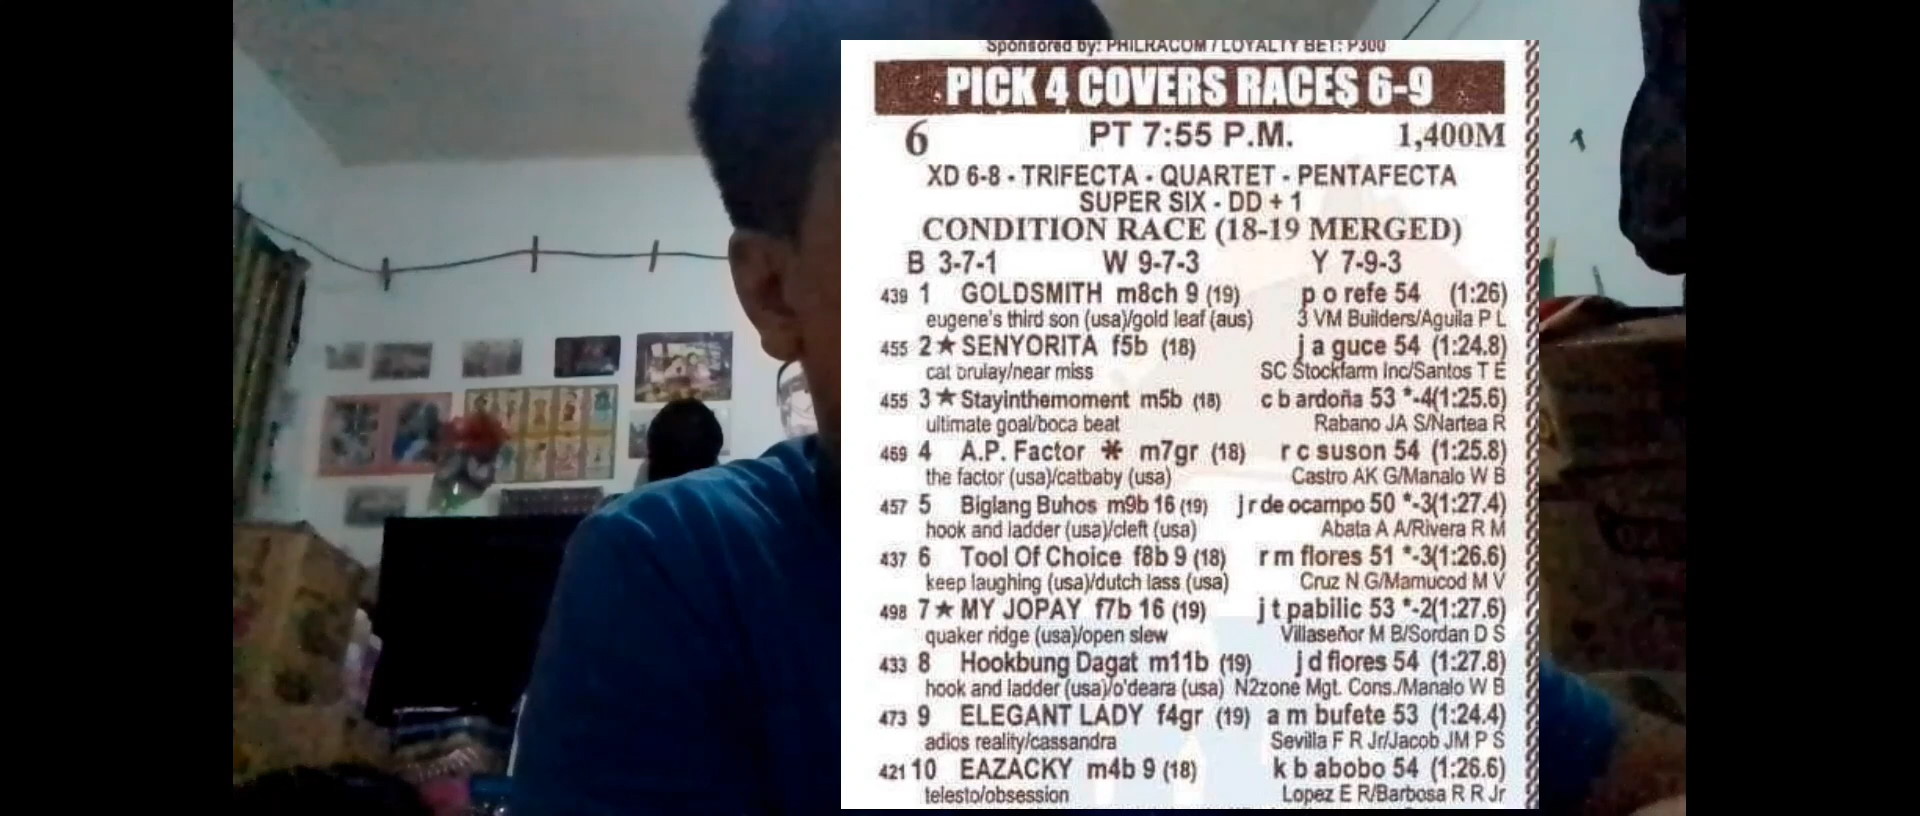 Sponsored by: PHILRACOM / LOYALTY BET: P300
PICK 4 COVERS RACES 6-9
6 PT 7:55 P.M. 1,400M
XD 6-8 - TRIFECTA - QUARTET - PENTAFECTA
SUPER SIX - DD + 1
CONDITION RACE (18-19 MERGED)
B 3-7-1 W 9-7-3 Y 7-9-3
439 1 GOLDSMITH m8ch 9 (19) p o refe 54 (1:26)
eugene's third son (usa)/gold leaf (aus) 3 VM Builders/Aguila P L
455 2★ SENYORITA f5b (18) j a guce 54 (1:24.8)
cat brulay/near miss SC Stockfarm Inc/Santos T E
455 3★ Stayinthemoment m5b (18) c b ardoña 53 *-4(1:25.6)
ultimate goal/boca beat Rabano JA S/Nartea R
469 4 A.P. Factor * m7gr (18) r c suson 54 (1:25.8)
the factor (usa)/catbaby (usa) Castro AK G/Manalo W B
457 5 Biglang Buhos m9b 16 (19) j r de ocampo 50 *-3(1:27.4)
hook and ladder (usa)/cleft (usa) Abata A A/Rivera R M
437 6 Tool Of Choice f8b 9 (18) r m flores 51 *-3(1:26.6)
keep laughing (usa)/dutch lass (usa) Cruz N G/Mamucod M V
498 7★ MY JOPAY f7b 16 (19) j t pabilic 53 *-2(1:27.6)
quaker ridge (usa)/open slew Villaseñor M B/Sordan D S
433 8 Hookbung Dagat m11b (19) j d flores 54 (1:27.8)
hook and ladder (usa)/o'deara (usa) N2zone Mgt. Cons./Manalo W B
473 9 ELEGANT LADY f4gr (19) a m bufete 53 (1:24.4)
adios reality/cassandra Sevilla F R Jr/Jacob JM P S
421 10 EAZACKY m4b 9 (18) k b abobo 54 (1:26.6)
telesto/obsession Lopez E R/Barbosa R R Jr